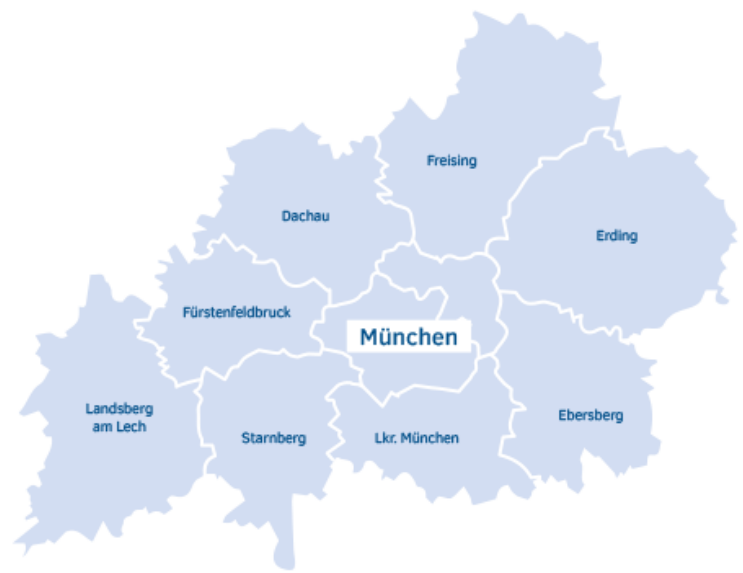 Freising
Dachau
Erding
Fürstenfeldbruck
München
Landsberg
am Lech
Starnberg
Lkr. München
Ebersberg